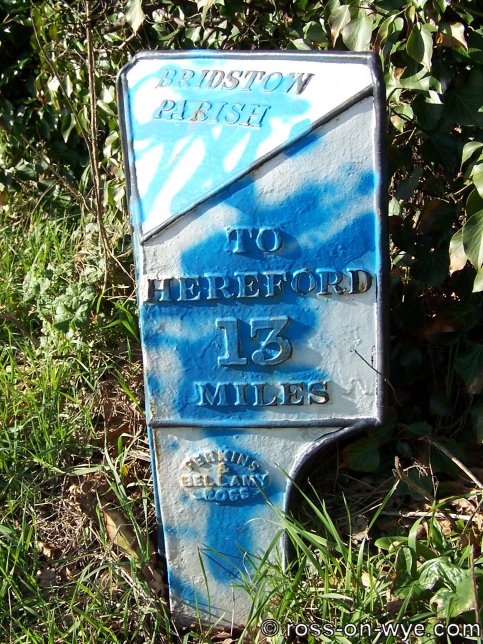 BRIDSTOW
PARISH
TO
HEREFORD
13
MILES
PERKINS
&
BELLAMY
ROSS
© ross-on-wye.com